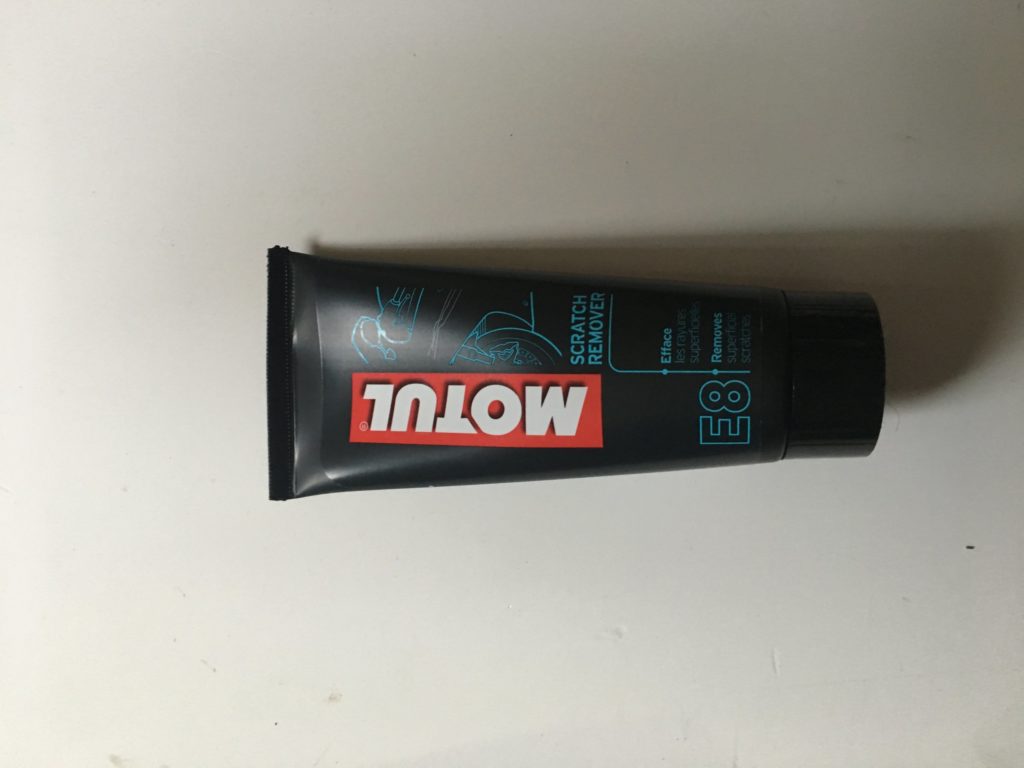 MOTUL®
SCRATCH
REMOVER
E8
Efface
les rayures
superficielles
Removes
superficial
scratches